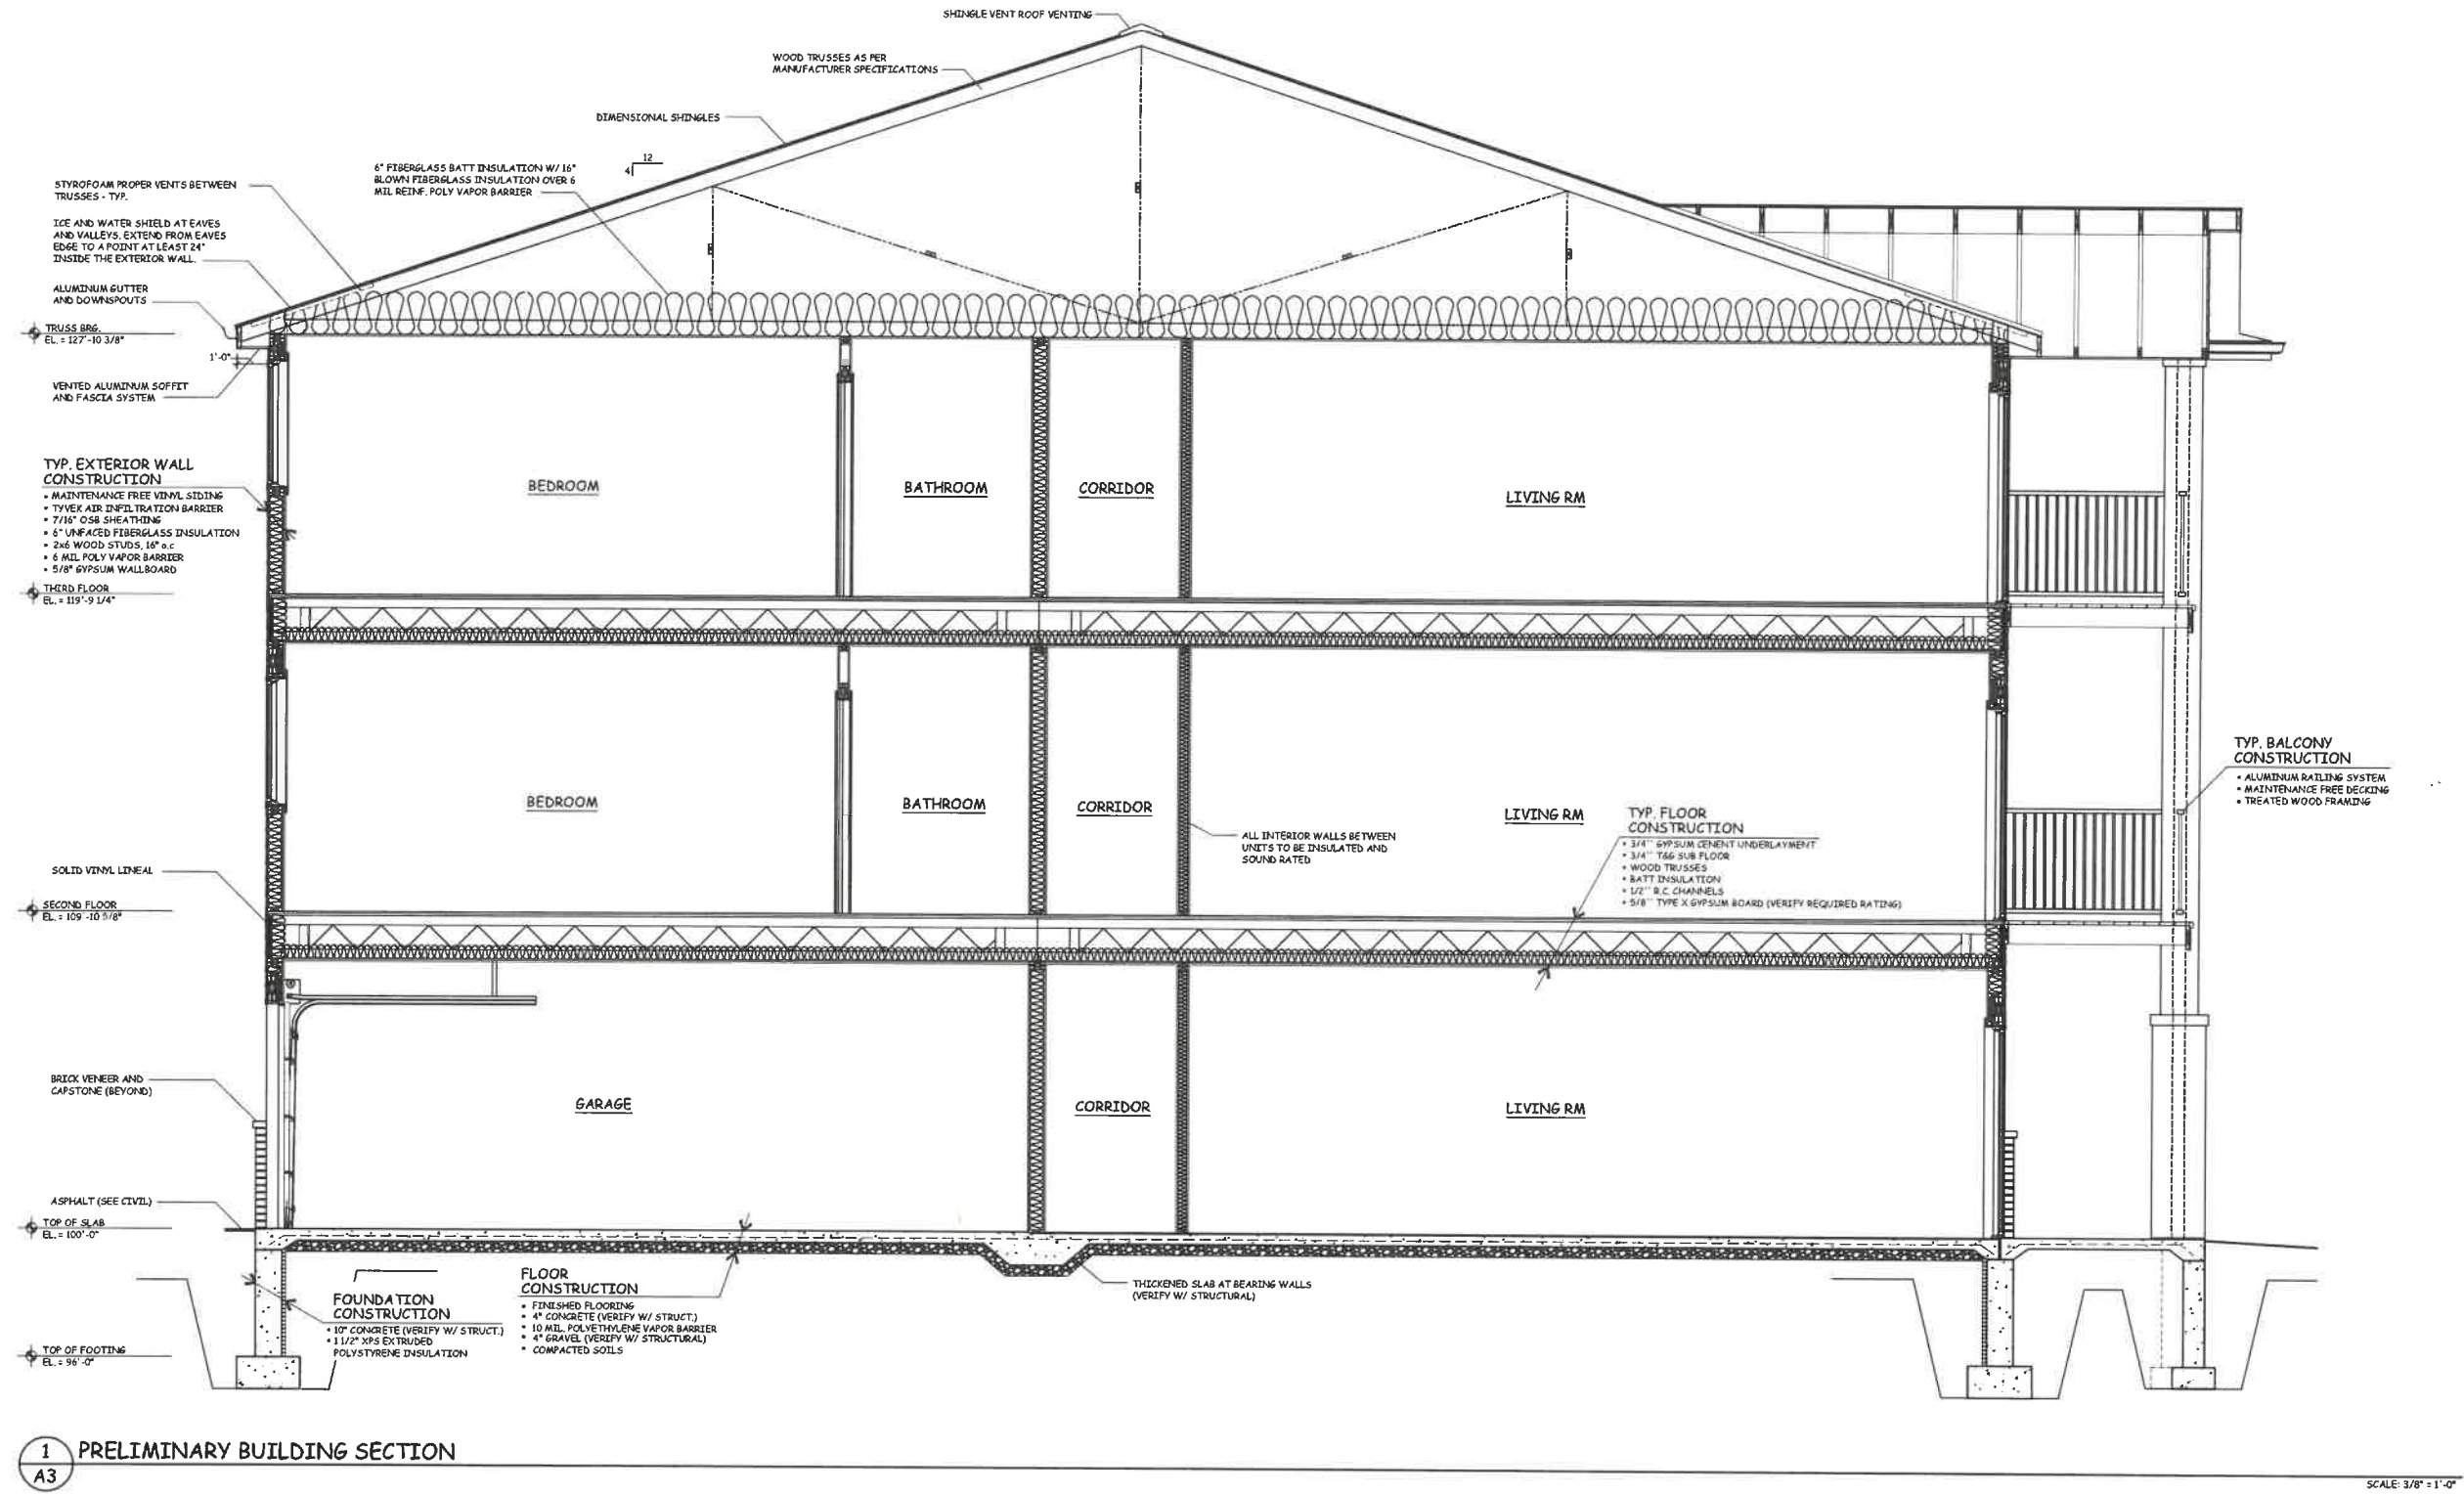 SHINGLE VENT ROOF VENTING
WOOD TRUSSES AS PER
MANUFACTURER SPECIFICATIONS
DIMENSIONAL SHINGLES
12
4
6" FIBERGLASS BATT INSULATION W/ 16"
BLOWN FIBERGLASS INSULATION OVER 6
MIL REINF. POLY VAPOR BARRIER
STYROFOAM PROPER VENTS BETWEEN
TRUSSES - TYP.
ICE AND WATER SHIELD AT EAVES
AND VALLEYS, EXTEND FROM EAVES
EDGE TO A POINT AT LEAST 24"
INSIDE THE EXTERIOR WALL.
ALUMINUM GUTTER
AND DOWNSPOUTS
TRUSS BRG.
EL. = 127'-10 3/8"
1'-0"
VENTED ALUMINUM SOFFIT
AND FASCIA SYSTEM
TYP. EXTERIOR WALL
CONSTRUCTION
• MAINTENANCE FREE VINYL SIDING
• TYVEK AIR INFILTRATION BARRIER
• 7/16" OSB SHEATHING
• 6" UNFACED FIBERGLASS INSULATION
• 2x6 WOOD STUDS, 16" o.c
• 6 MIL POLY VAPOR BARRIER
• 5/8" GYPSUM WALLBOARD
BEDROOM
BATHROOM
CORRIDOR
LIVING RM
THIRD FLOOR
EL. = 119'-9 1/4"
TYP. BALCONY
CONSTRUCTION
• ALUMINUM RAILING SYSTEM
• MAINTENANCE FREE DECKING
• TREATED WOOD FRAMING
BEDROOM
BATHROOM
CORRIDOR
LIVING RM
ALL INTERIOR WALLS BETWEEN
UNITS TO BE INSULATED AND
SOUND RATED
TYP. FLOOR
CONSTRUCTION
• 3/4" GYPSUM CENENT UNDERLAYMENT
• 3/4" T&G SUB FLOOR
• WOOD TRUSSES
• BATT INSULATION
• 1/2" R.C. CHANNELS
• 5/8" TYPE X GYPSUM BOARD (VERIFY REQUIRED RATING)
SOLID VINYL LINEAL
SECOND FLOOR
EL. = 109'-10 5/8"
BRICK VENEER AND
CAPSTONE (BEYOND)
GARAGE
CORRIDOR
LIVING RM
ASPHALT (SEE CIVIL)
TOP OF SLAB
EL. = 100'-0"
FOUNDATION
CONSTRUCTION
• 10" CONCRETE (VERIFY W/ STRUCT.)
• 1 1/2" XPS EXTRUDED
POLYSTYRENE INSULATION
FLOOR
CONSTRUCTION
• FINISHED FLOORING
• 4" CONCRETE (VERIFY W/ STRUCT.)
• 10 MIL. POLYETHYLENE VAPOR BARRIER
• 4" GRAVEL (VERIFY W/ STRUCTURAL)
• COMPACTED SOILS
THICKENED SLAB AT BEARING WALLS
(VERIFY W/ STRUCTURAL)
TOP OF FOOTING
EL. = 96'-0"
1
A3
PRELIMINARY BUILDING SECTION
SCALE: 3/8" = 1'-0"